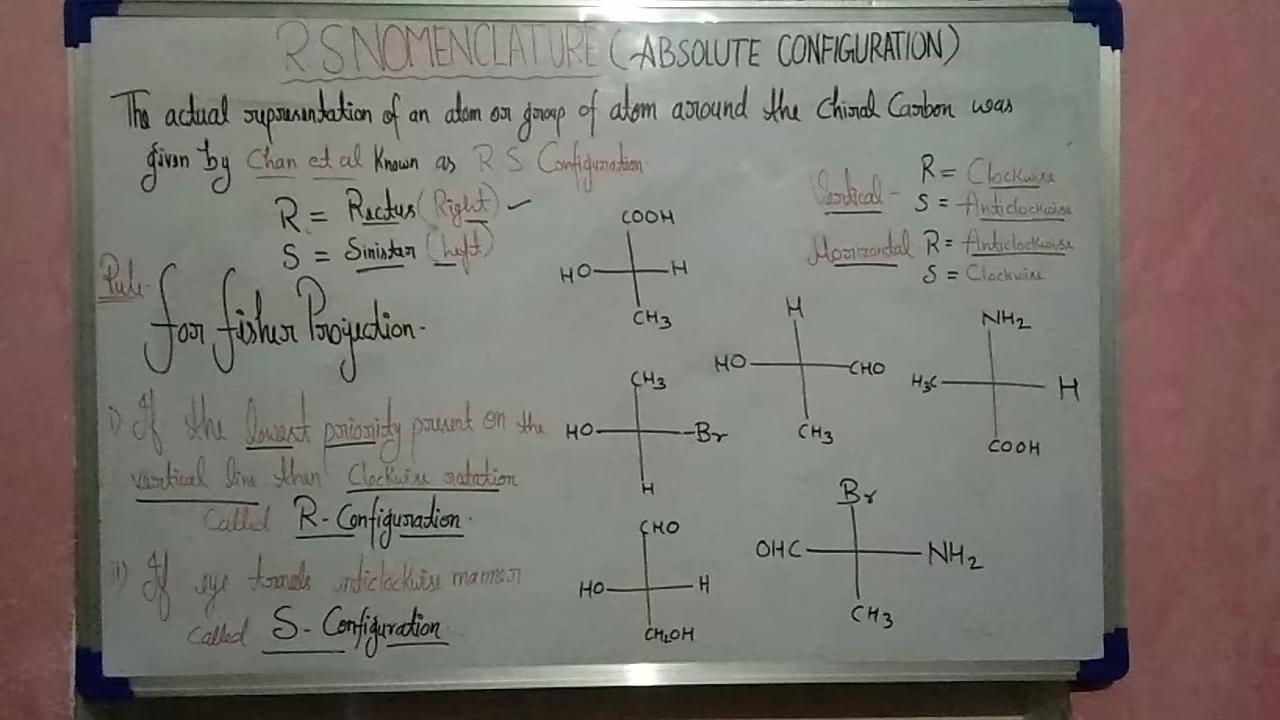 R S NOMENCLATURE (ABSOLUTE CONFIGURATION)
The actual representation of an atom or group of atom around the Chiral Carbon was
given by Chan et al Known as R S Configuration.
R = Rectus (Right) ✓
S = Sinister (Left)
Vertical - R = Clockwise
S = Anticlockwise
Horizondal R = Anticlockwise
S = Clockwise
Rule-
for fisher Projection.
i) If the lowest priority present on the
vertical line then Clockwise rotation
Called R-Configuration.
ii) If eye travels anticlockwise mannar
Called S-Configuration.
COOH
HO H
CH3
CH3
HO Br
H
CHO
HO H
CH2OH
H
HO CHO
CH3
NH2
H3C H
COOH
Br
OHC NH2
CH3